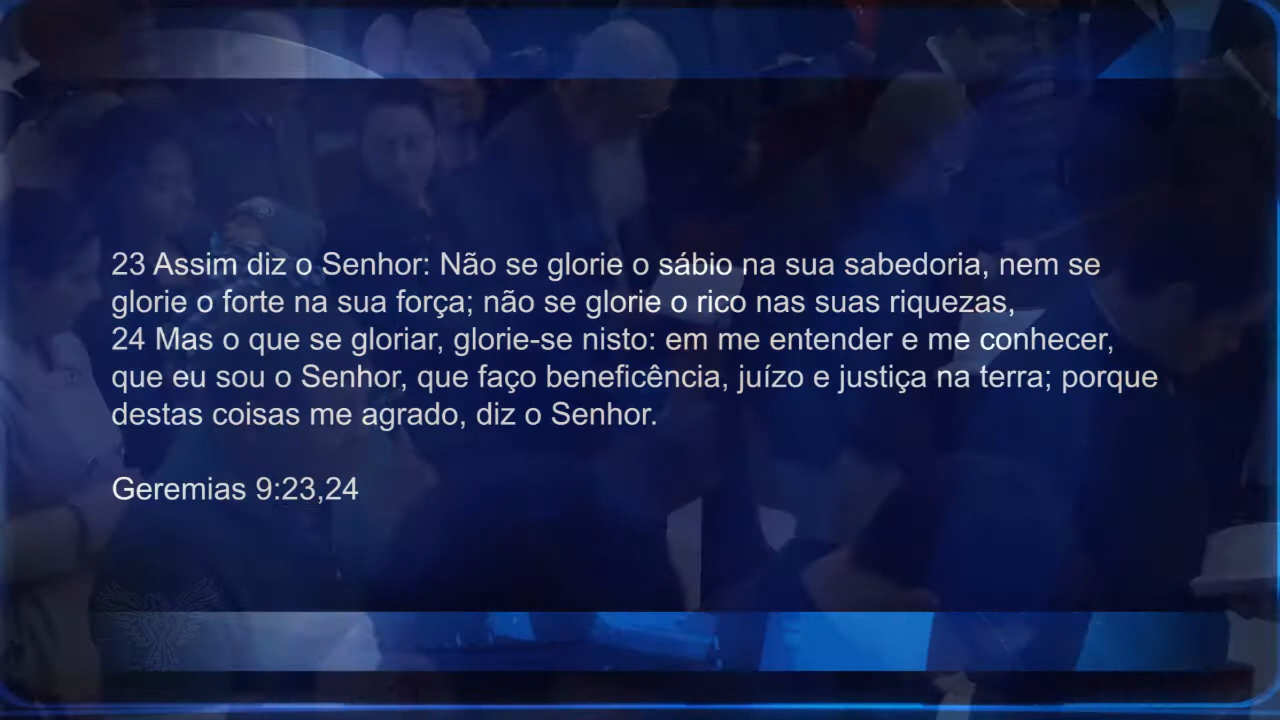 23 Assim diz o Senhor: Não se glorie o sábio na sua sabedoria, nem se
glorie o forte na sua força; não se glorie o rico nas suas riquezas,
24 Mas o que se gloriar, glorie-se nisto: em me entender e me conhecer,
que eu sou o Senhor, que faço beneficência, juízo e justiça na terra; porque
destas coisas me agrado, diz o Senhor.
Geremias 9:23,24